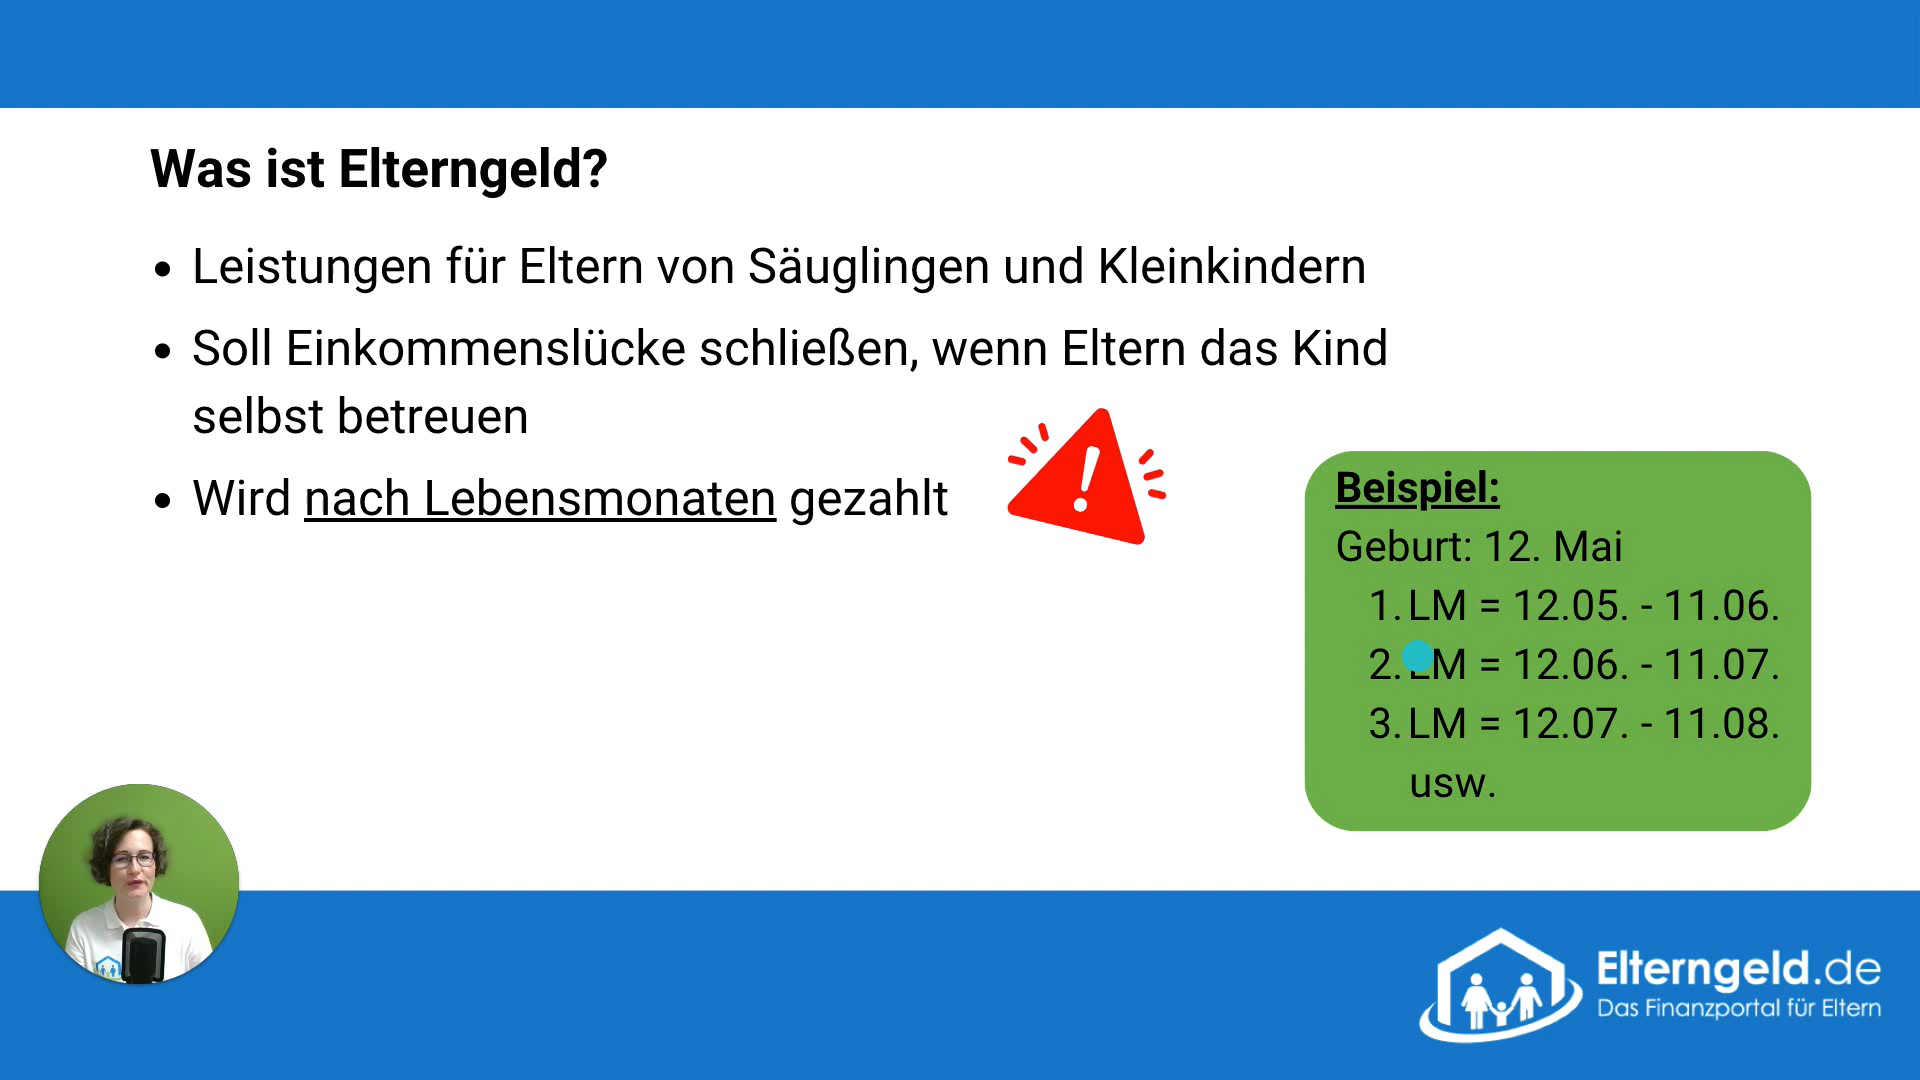 Was ist Elterngeld?
• Leistungen für Eltern von Säuglingen und Kleinkindern
• Soll Einkommenslücke schließen, wenn Eltern das Kind
selbst betreuen
• Wird nach Lebensmonaten gezahlt
!
Beispiel:
Geburt: 12. Mai
1. LM = 12.05. - 11.06.
2. LM = 12.06. - 11.07.
3. LM = 12.07. - 11.08.
usw.
Elterngeld.de
Das Finanzportal für Eltern